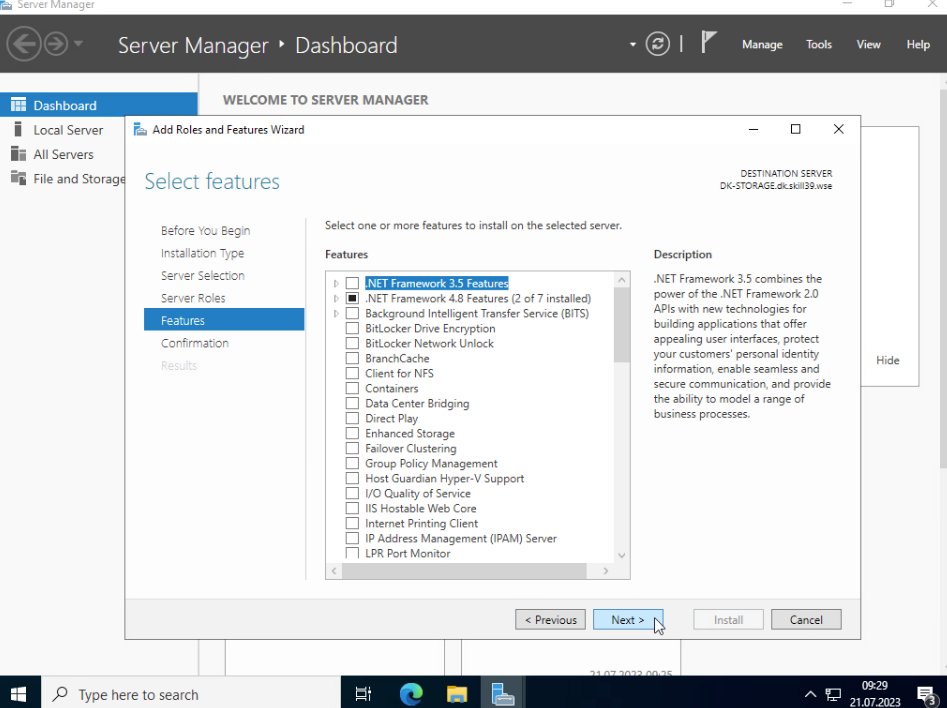 Server Manager
Server Manager ‣ Dashboard
Manage Tools View Help
Dashboard
Local Server
All Servers
File and Storage
WELCOME TO SERVER MANAGER
Add Roles and Features Wizard
Select features
DESTINATION SERVER
DK-STORAGE.dk.skill39.wse
Before You Begin
Installation Type
Server Selection
Server Roles
Features
Confirmation
Results
Select one or more features to install on the selected server.
Features
.NET Framework 3.5 Features
.NET Framework 4.8 Features (2 of 7 installed)
Background Intelligent Transfer Service (BITS)
BitLocker Drive Encryption
BitLocker Network Unlock
BranchCache
Client for NFS
Containers
Data Center Bridging
Direct Play
Enhanced Storage
Failover Clustering
Group Policy Management
Host Guardian Hyper-V Support
I/O Quality of Service
IIS Hostable Web Core
Internet Printing Client
IP Address Management (IPAM) Server
LPR Port Monitor
Description
.NET Framework 3.5 combines the
power of the .NET Framework 2.0
APIs with new technologies for
building applications that offer
appealing user interfaces, protect
your customers' personal identity
information, enable seamless and
secure communication, and provide
the ability to model a range of
business processes.
Hide
< Previous
Next >
Install
Cancel
21.07.2023 09:25
Type here to search
09:29
21.07.2023
3